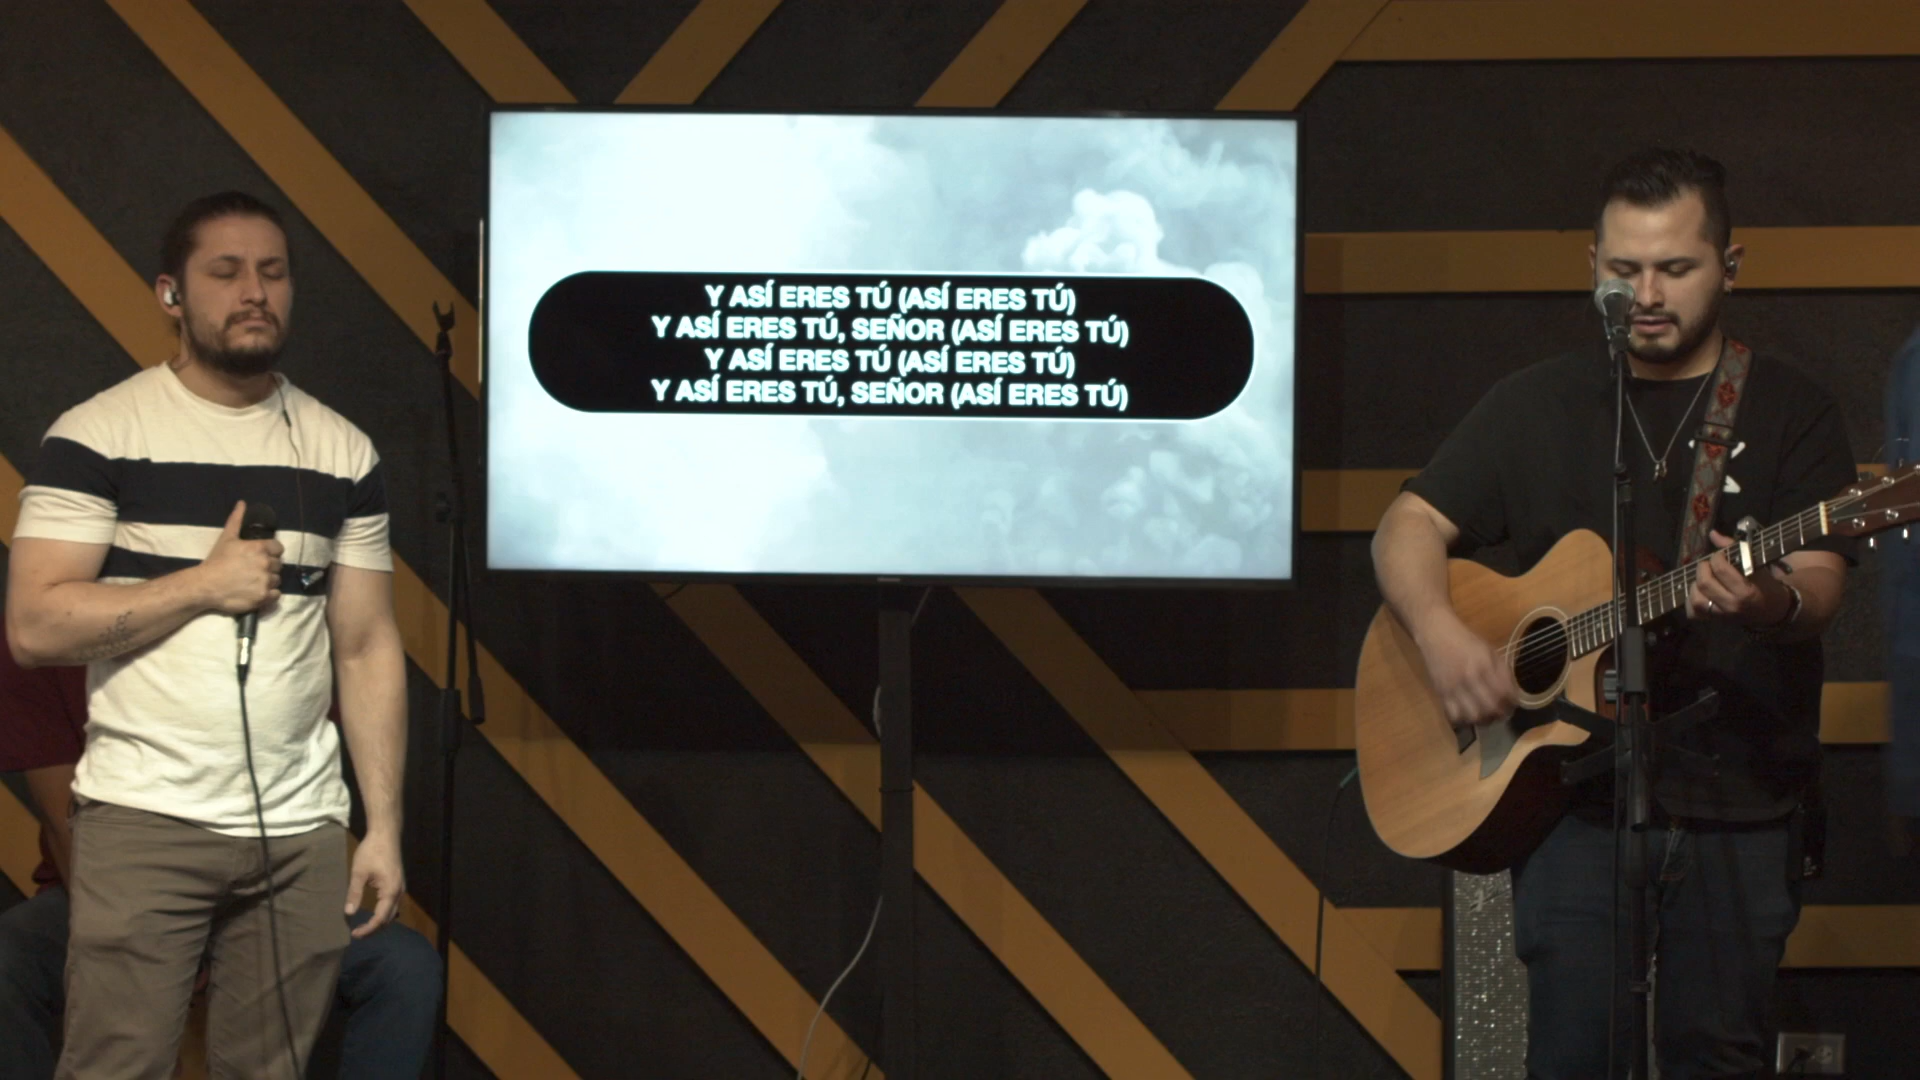 Y ASÍ ERES TÚ (ASÍ ERES TÚ)
Y ASÍ ERES TÚ, SEÑOR (ASÍ ERES TÚ)
Y ASÍ ERES TÚ (ASÍ ERES TÚ)
Y ASÍ ERES TÚ, SEÑOR (ASÍ ERES TÚ)